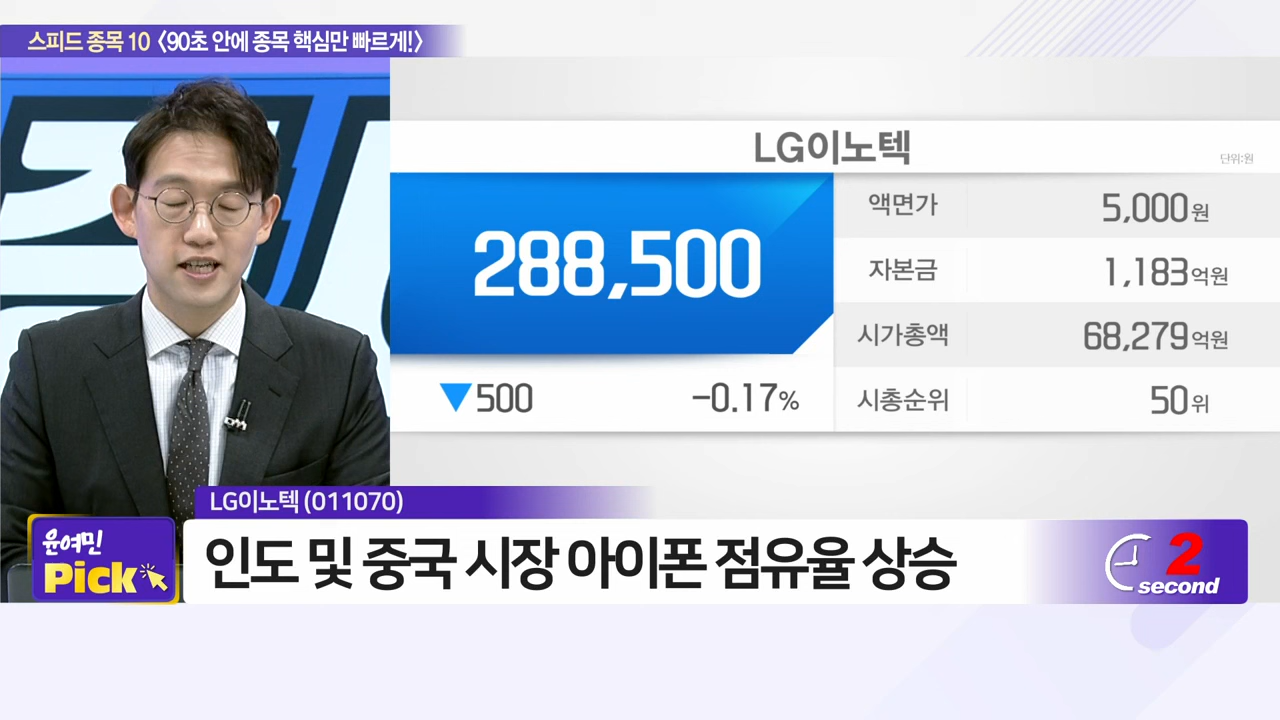 스피드 종목 10 〈90초 안에 종목 핵심만 빠르게!〉
LG이노텍
단위:원
288,500
▼500 -0.17%
액면가 5,000원
자본금 1,183억원
시가총액 68,279억원
시총순위 50위
LG이노텍 (011070)
윤여민
Pick
인도 및 중국 시장 아이폰 점유율 상승
2
second